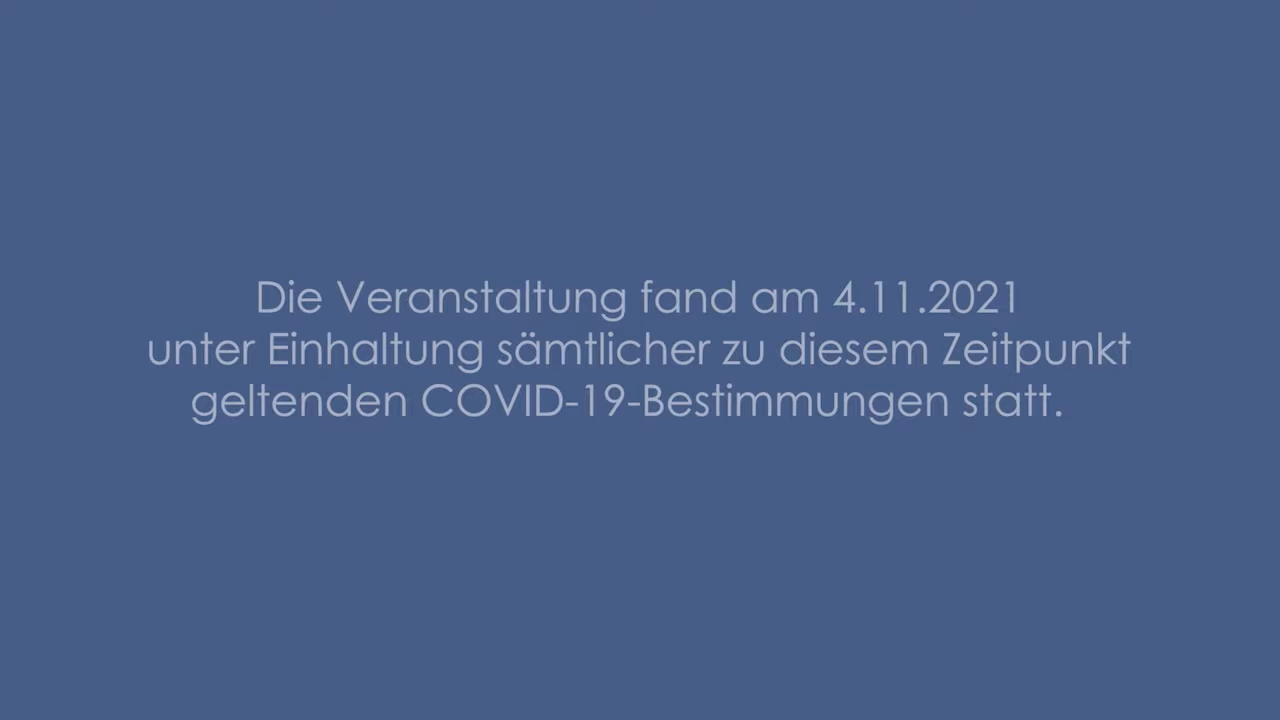 Die Veranstaltung fand am 4.11.2021
unter Einhaltung sämtlicher zu diesem Zeitpunkt
geltenden COVID-19-Bestimmungen statt.